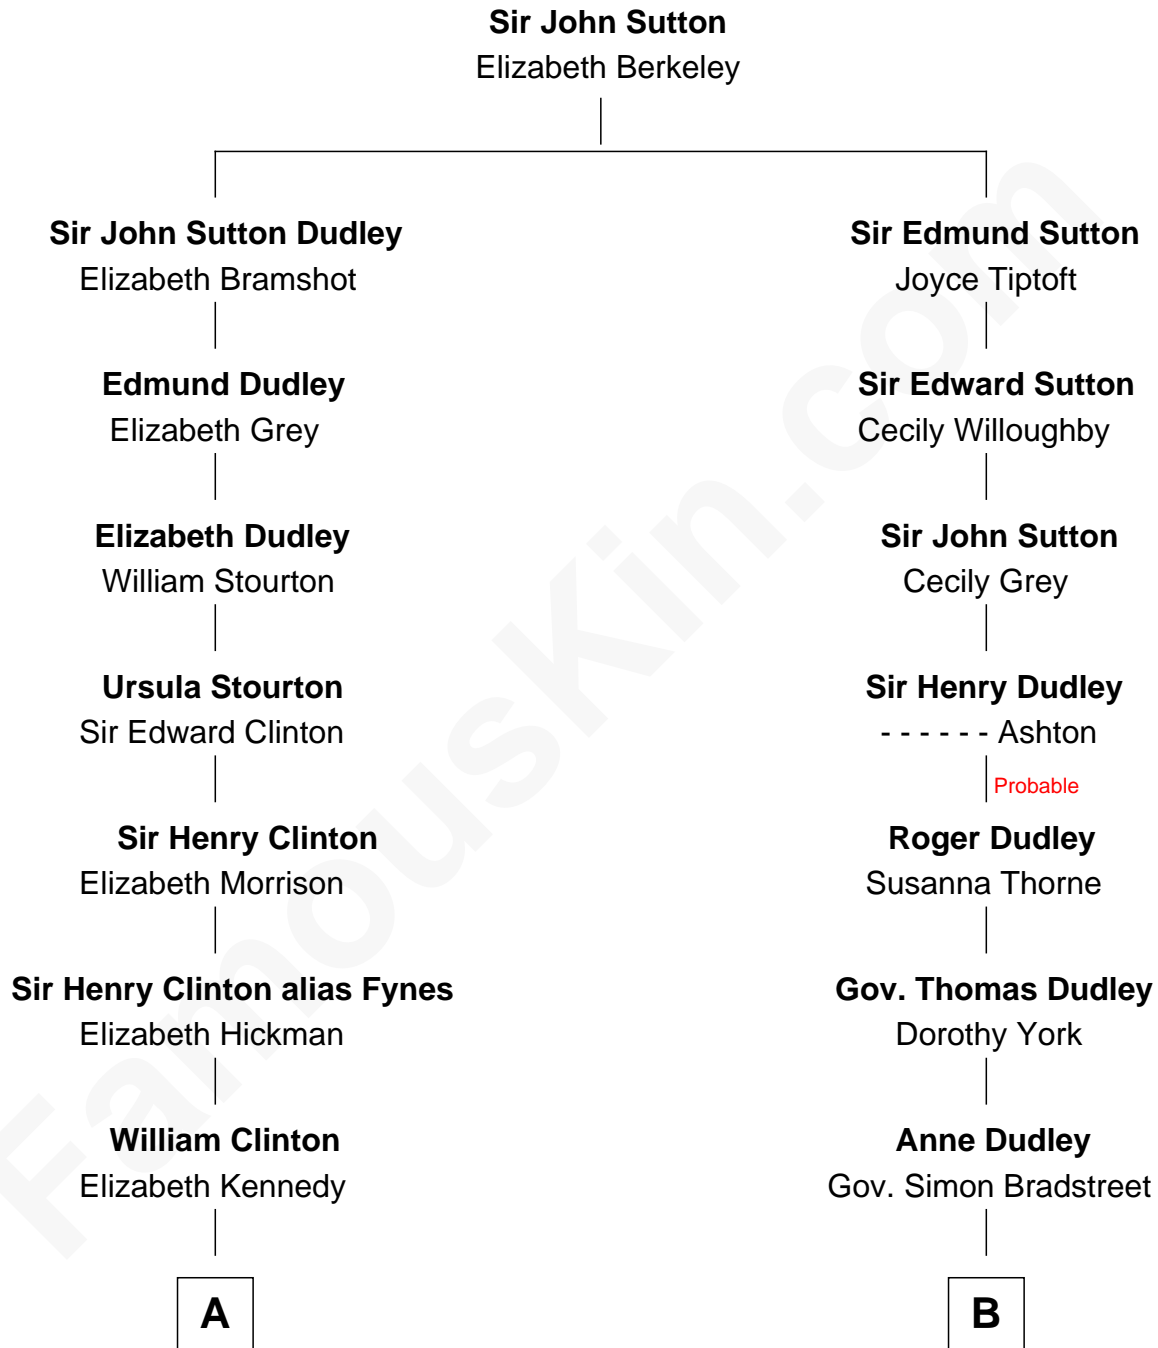 Sir John Sutton
Elizabeth Berkeley
Sir John Sutton Dudley
Elizabeth Bramshot
Sir Edmund Sutton
Joyce Tiptoft
Edmund Dudley
Elizabeth Grey
Sir Edward Sutton
Cecily Willoughby
Elizabeth Dudley
William Stourton
Sir John Sutton
Cecily Grey
Ursula Stourton
Sir Edward Clinton
Sir Henry Dudley
- - - - - - Ashton
Probable
Sir Henry Clinton
Elizabeth Morrison
Roger Dudley
Susanna Thorne
Sir Henry Clinton alias Fynes
Elizabeth Hickman
Gov. Thomas Dudley
Dorothy York
William Clinton
Elizabeth Kennedy
Anne Dudley
Gov. Simon Bradstreet
A
B
FamousKin.com